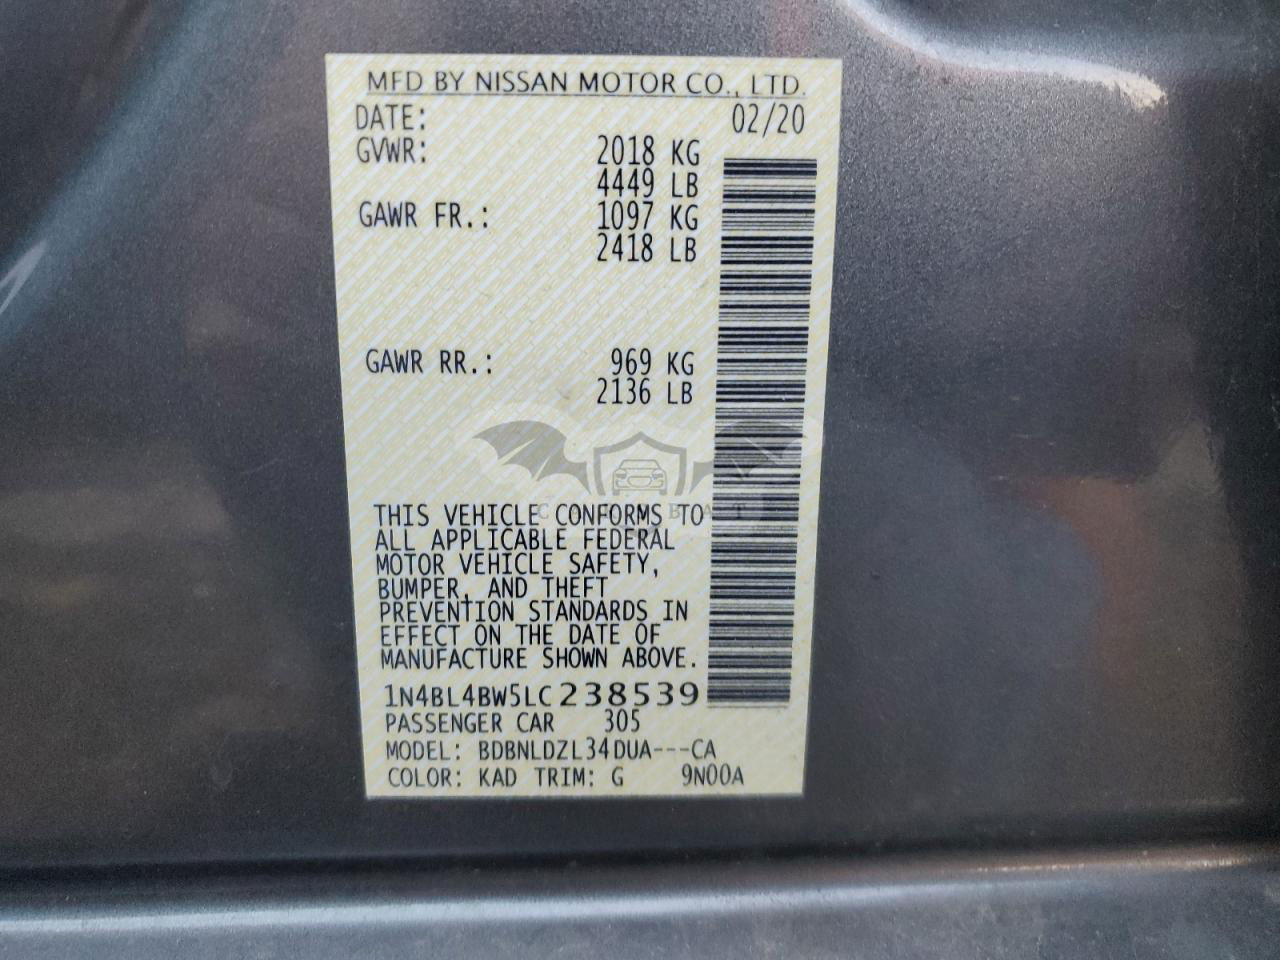 MFD BY NISSAN MOTOR CO., LTD.
DATE: 02/20
GVWR: 2018 KG
4449 LB
GAWR FR.: 1097 KG
2418 LB
GAWR RR.: 969 KG
2136 LB
CARBAT
THIS VEHICLE CONFORMS TO
ALL APPLICABLE FEDERAL
MOTOR VEHICLE SAFETY,
BUMPER, AND THEFT
PREVENTION STANDARDS IN
EFFECT ON THE DATE OF
MANUFACTURE SHOWN ABOVE.
1N4BL4BW5LC238539
PASSENGER CAR 305
MODEL: BDBNLDZL34DUA---CA
COLOR: KAD TRIM: G 9N00A